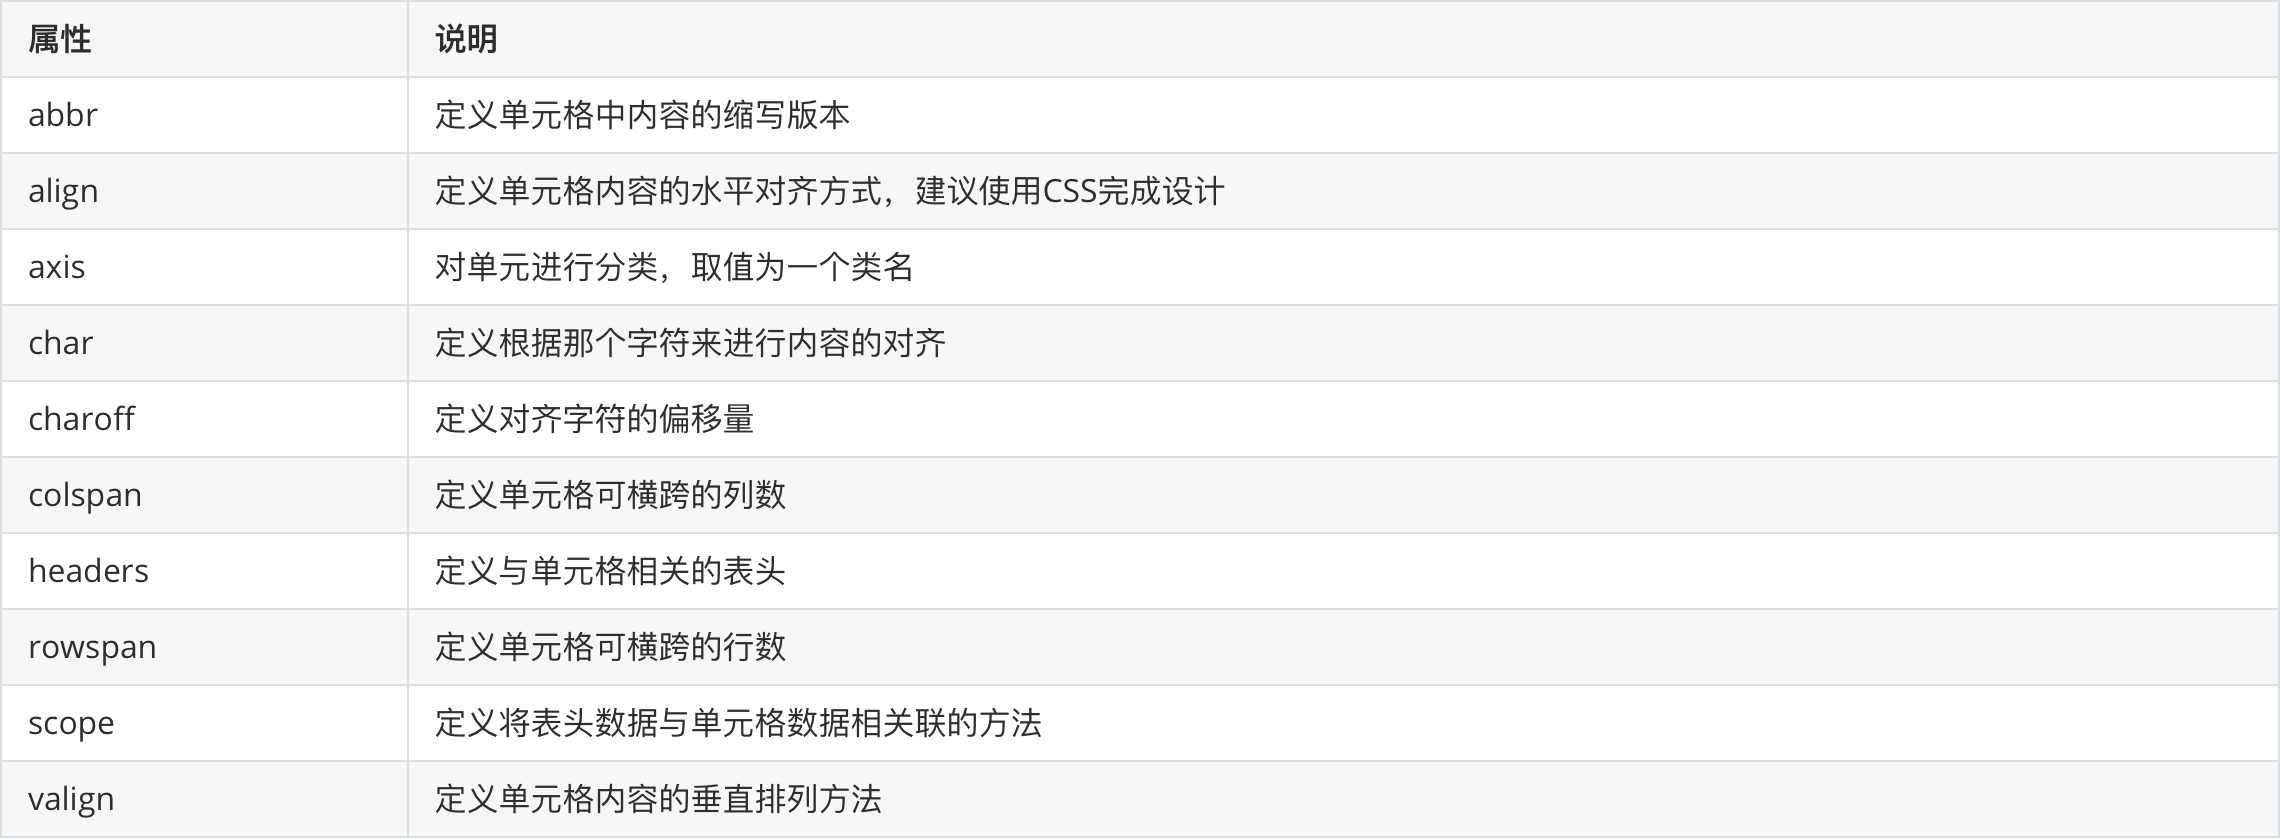 属性 说明
abbr 定义单元格中内容的缩写版本
align 定义单元格内容的水平对齐方式，建议使用CSS完成设计
axis 对单元进行分类，取值为一个类名
char 定义根据那个字符来进行内容的对齐
charoff 定义对齐字符的偏移量
colspan 定义单元格可横跨的列数
headers 定义与单元格相关的表头
rowspan 定义单元格可横跨的行数
scope 定义将表头数据与单元格数据相关联的方法
valign 定义单元格内容的垂直排列方法